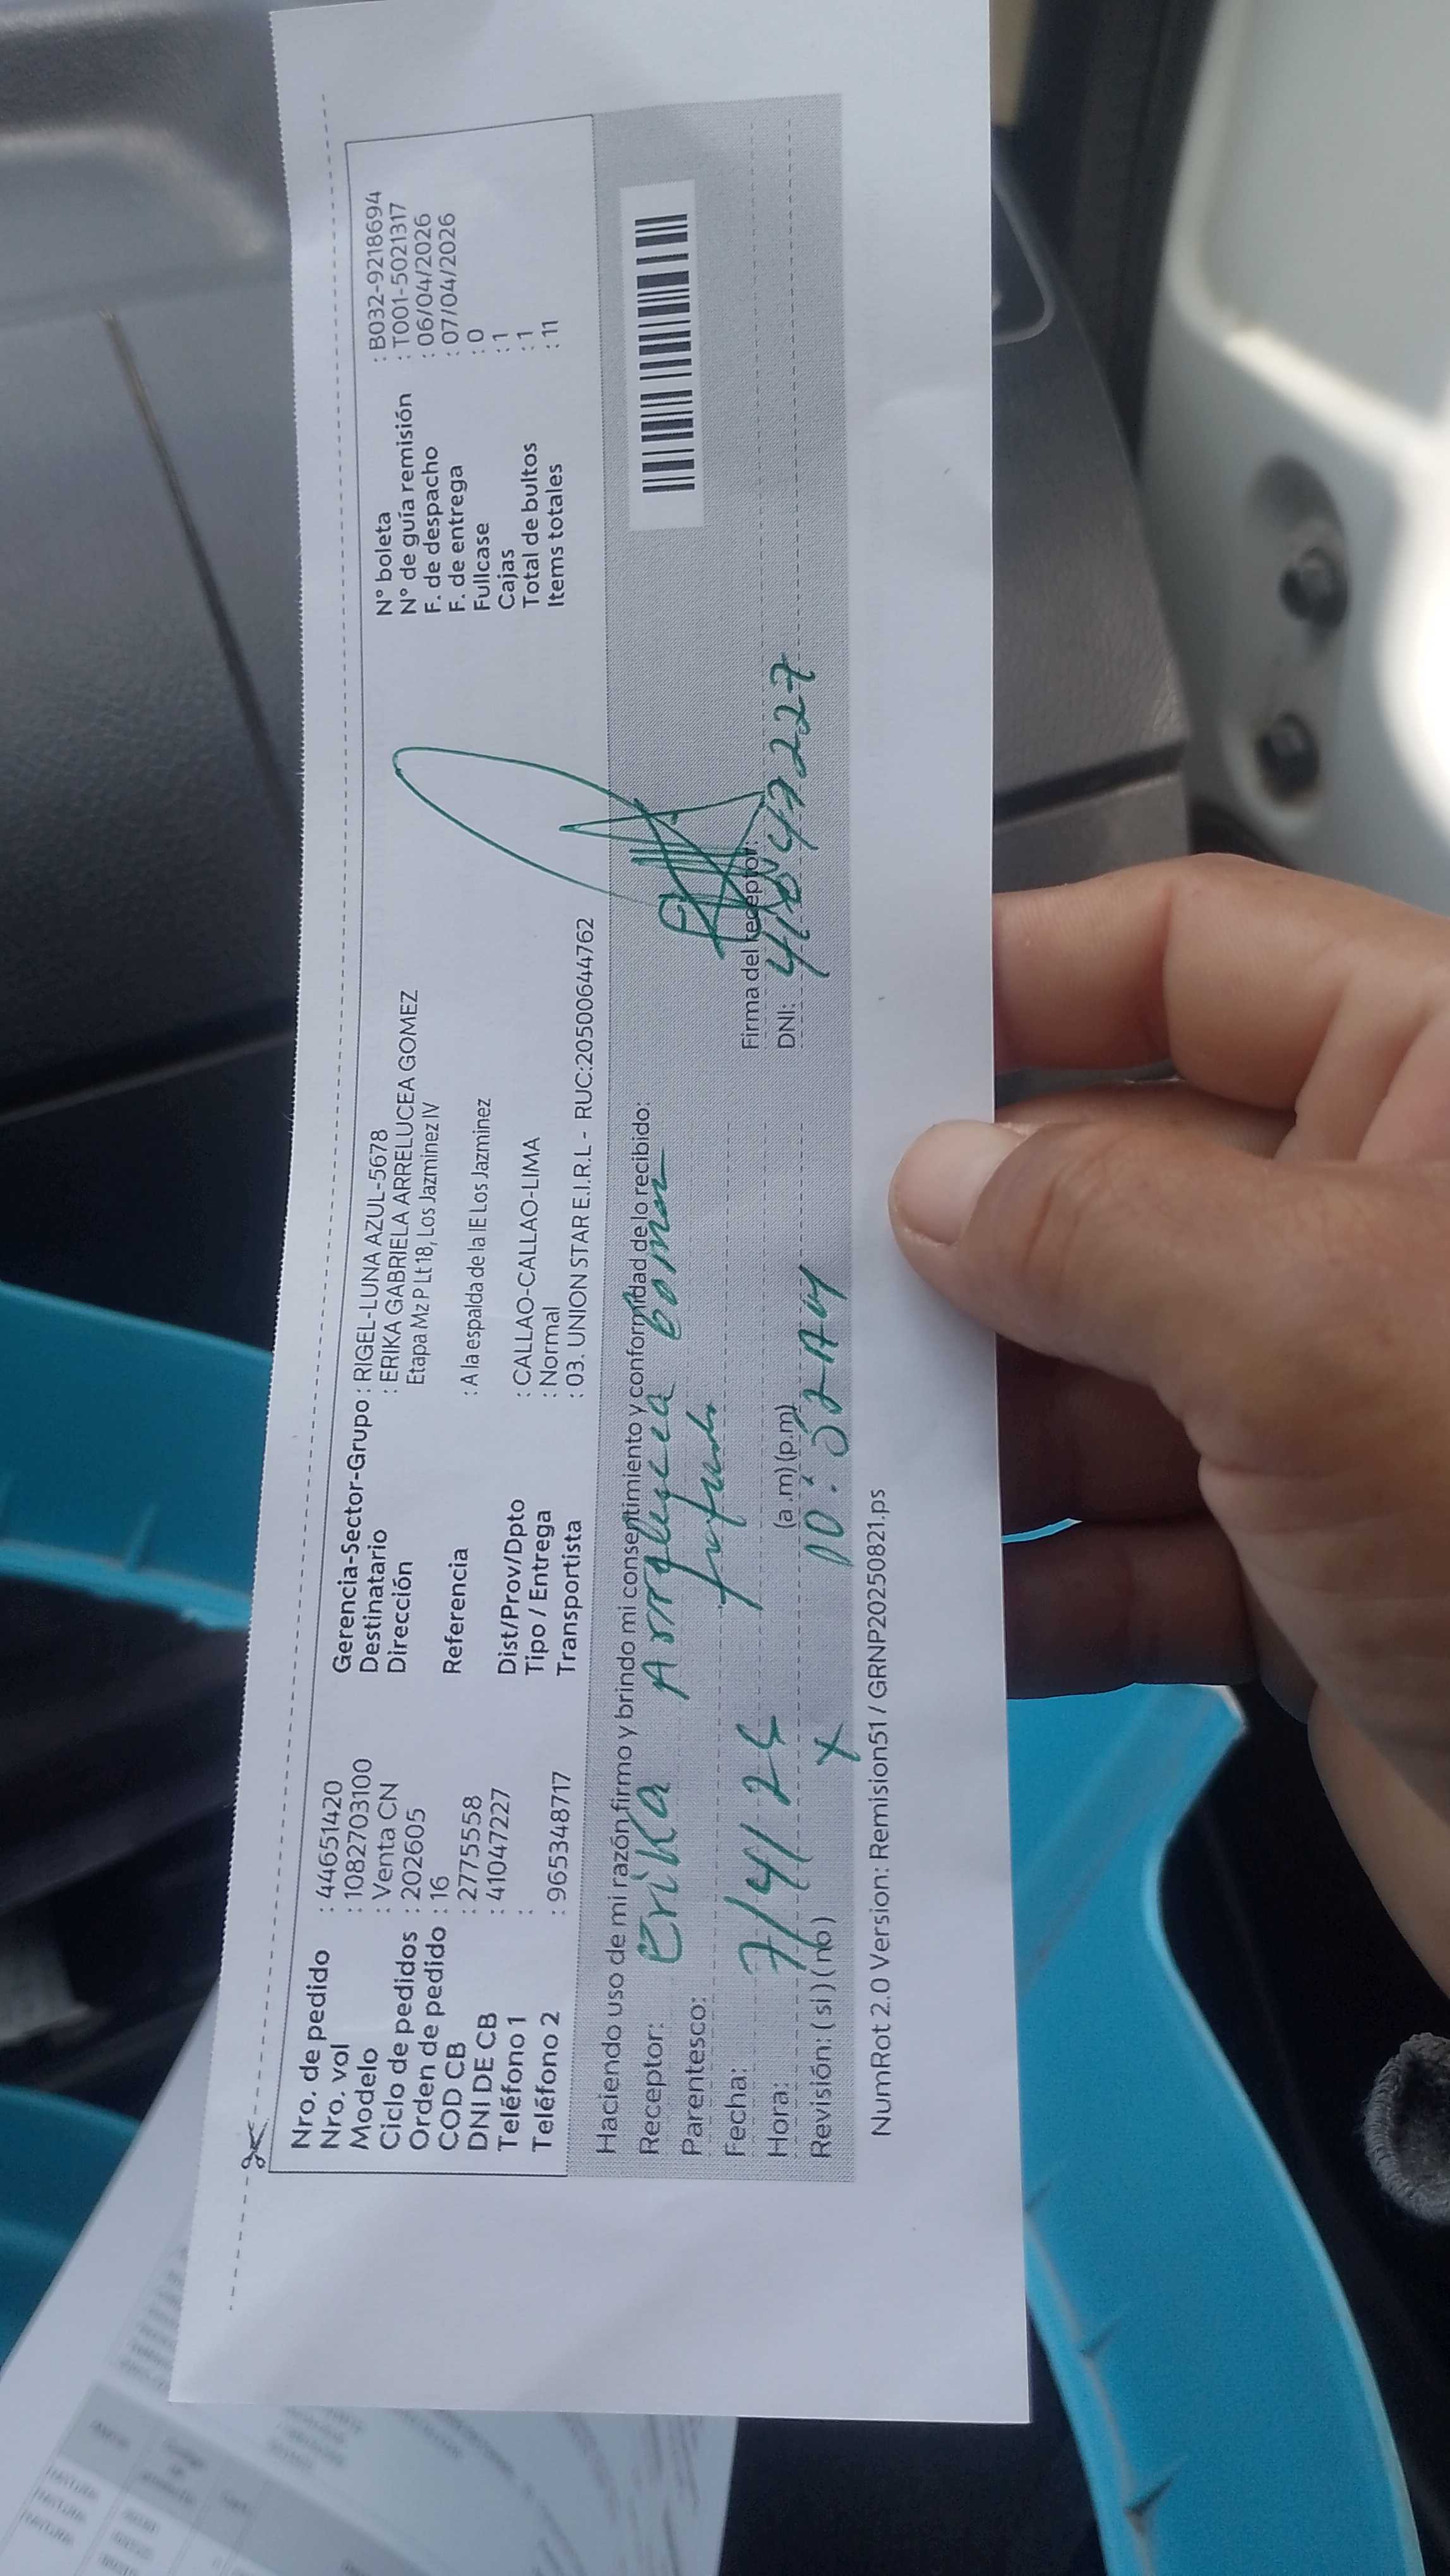 Nro. de pedido : 44651420
Nro. vol : 1082703100
Modelo : Venta CN
Ciclo de pedidos : 202605
Orden de pedido : 16
COD CB : 27755558
DNI DE CB : 41047227
Teléfono 1 :
Teléfono 2 : 965348717
Gerencia-Sector-Grupo : RIGEL-LUNA AZUL-5678
Destinatario : ERIKA GABRIELA ARRELUCEA GOMEZ
Dirección Etapa Mz P Lt 18, Los Jazminez IV
Referencia : A la espalda de la IE Los Jazminez
Dist/Prov/Dpto : CALLAO-CALLAO-LIMA
Tipo / Entrega : Normal
Transportista : 03. UNION STAR E.I.R.L - RUC:20500644762
N° boleta : B032-9218694
N° de guía remisión : T001-5021317
F. de despacho : 06/04/2026
F. de entrega : 07/04/2026
Fullcase : 0
Cajas : 1
Total de bultos : 1
Items totales : 11
Haciendo uso de mi razón firmo y brindo mi consentimiento y conformidad de lo recibido:
Receptor: Erika
Parentesco:
Fecha: 7/4/26
Hora: (a.m) (p.m) 10:52 AM
Revisión: ( si ) ( no ) X
Firma del receptor:
DNI: 41047227
NumRot 2.0 Version: Remision51 / GRNP20250821.ps